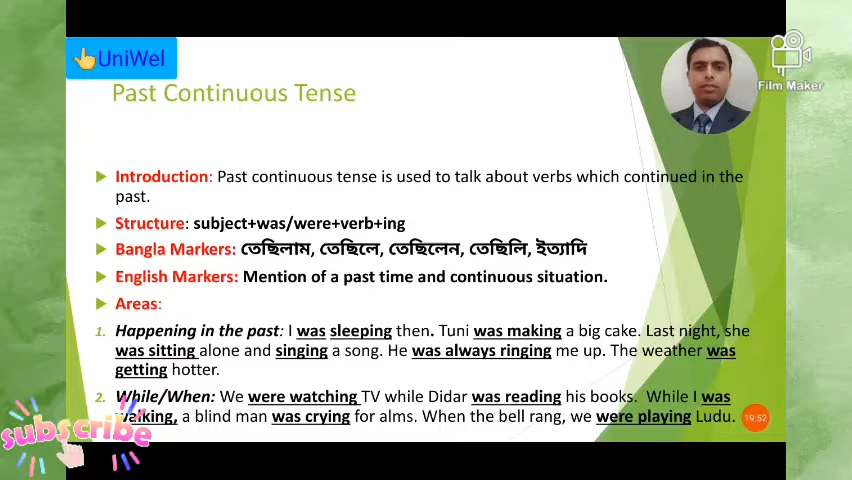 👆UniWel
Film Maker
Past Continuous Tense
Introduction: Past continuous tense is used to talk about verbs which continued in the
past.
Structure: subject+was/were+verb+ing
Bangla Markers: তেছিলাম, তেছিলে, তেছিলেন, তেছিলি, ইত্যাদি
English Markers: Mention of a past time and continuous situation.
Areas:
1. Happening in the past: I was sleeping then. Tuni was making a big cake. Last night, she
was sitting alone and singing a song. He was always ringing me up. The weather was
getting hotter.
2. While/When: We were watching TV while Didar was reading his books. While I was
walking, a blind man was crying for alms. When the bell rang, we were playing Ludu.
19:52
subscribe